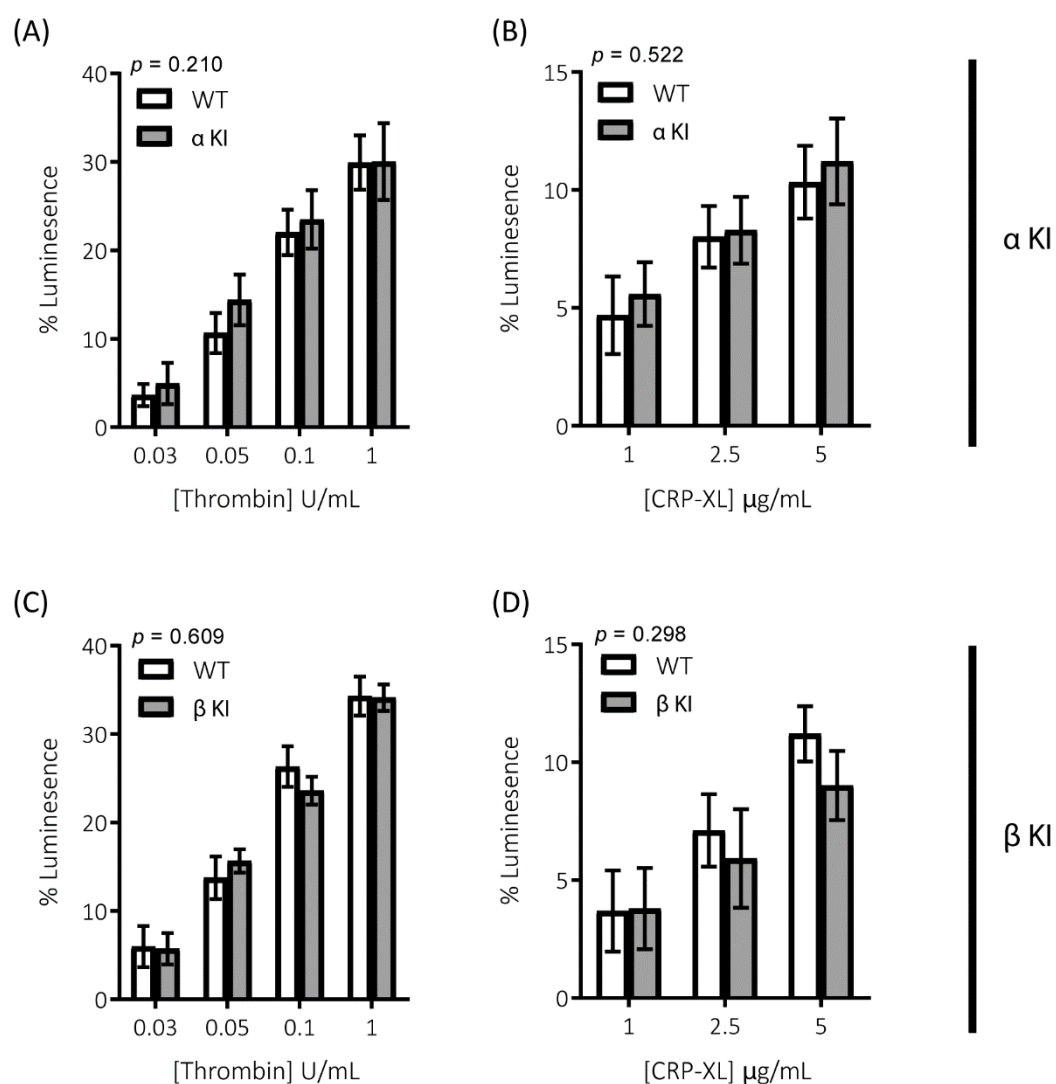 (A)
p = 0.210
WT
α KI
40
30
20
10
0
% Luminesence
0.03 0.05 0.1 1
[Thrombin] U/mL
(B)
p = 0.522
WT
α KI
15
10
5
0
% Luminesence
1 2.5 5
[CRP-XL] µg/mL
α KI
(C)
p = 0.609
WT
β KI
40
30
20
10
0
% Luminesence
0.03 0.05 0.1 1
[Thrombin] U/mL
(D)
p = 0.298
WT
β KI
15
10
5
0
% Luminesence
1 2.5 5
[CRP-XL] µg/mL
β KI